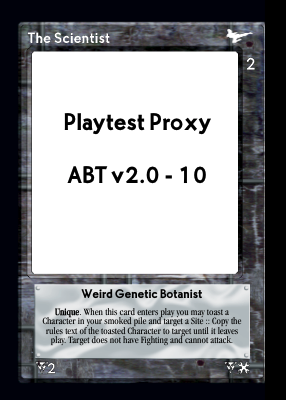 The Scientist
2
Playtest Proxy
ABT v2.0 - 10
Weird Genetic Botanist
Unique. When this card enters play you may toast a
Character in your smoked pile and target a Site :: Copy the
rules text of the toasted Character to target until it leaves
play. Target does not have Fighting and cannot attack.
2